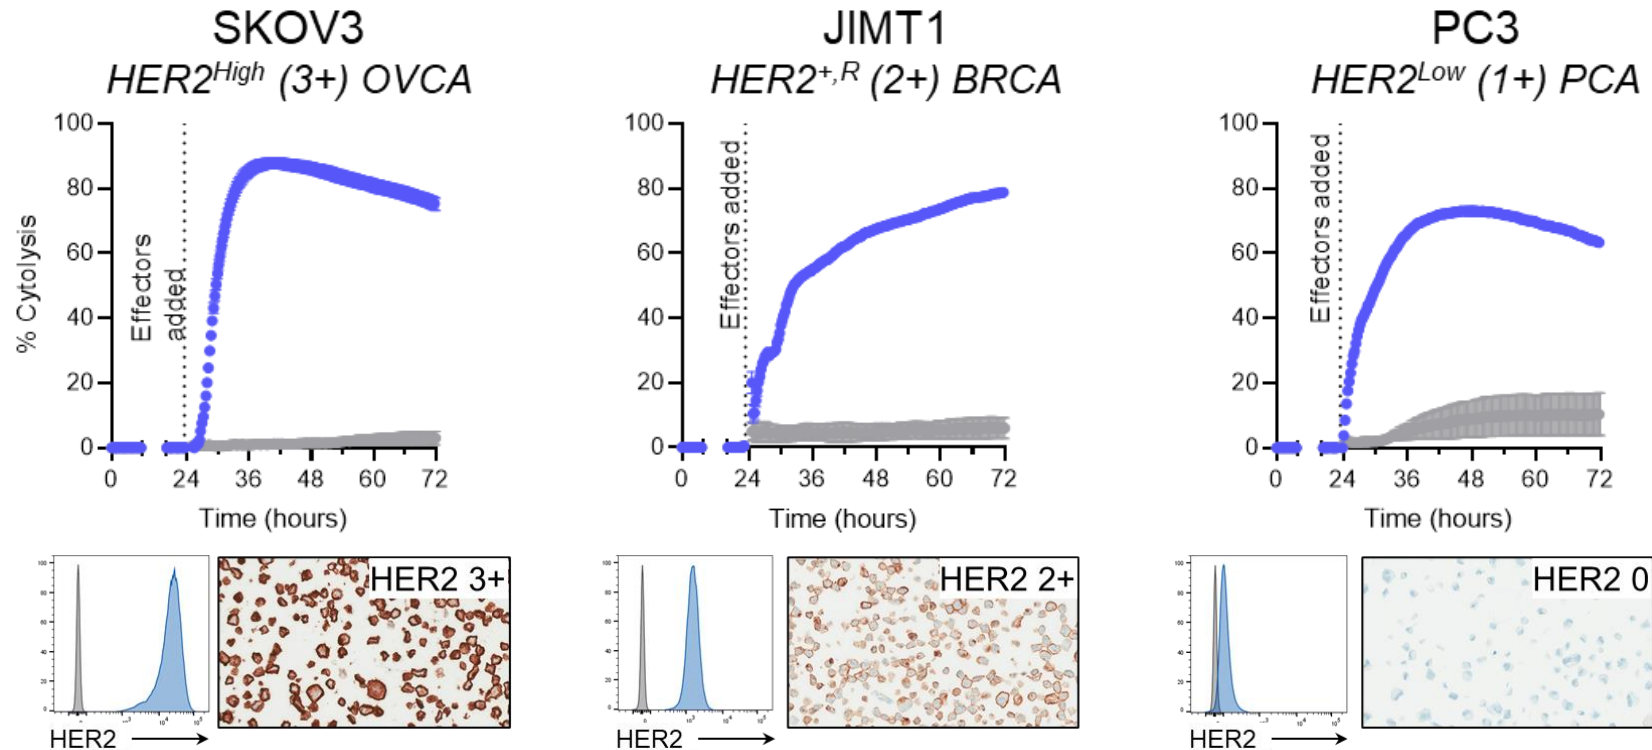 SKOV3
HER2High (3+) OVCA
JIMT1
HER2+,R (2+) BRCA
PC3
HER2Low (1+) PCA
% Cytolysis
100
80
60
40
20
0
Effectors
added
0
24
36
48
60
72
Time (hours)
100
80
60
40
20
0
Effectors added
0
24
36
48
60
72
Time (hours)
100
80
60
40
20
0
Effectors added
0
24
36
48
60
72
Time (hours)
HER2 3+
HER2
HER2 2+
HER2
HER2 0
HER2